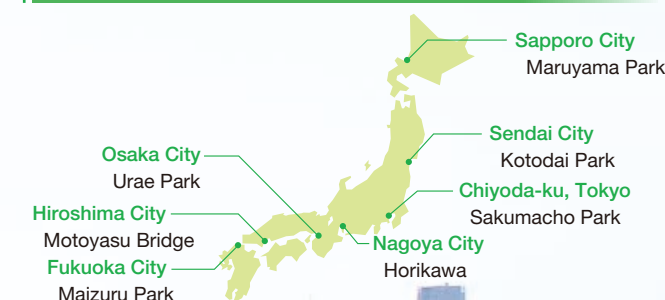 Sapporo City
Maruyama Park
Sendai City
Kotodai Park
Chiyoda-ku, Tokyo
Sakumacho Park
Nagoya City
Horikawa
Osaka City
Urae Park
Hiroshima City
Motoyasu Bridge
Fukuoka City
Maizuru Park